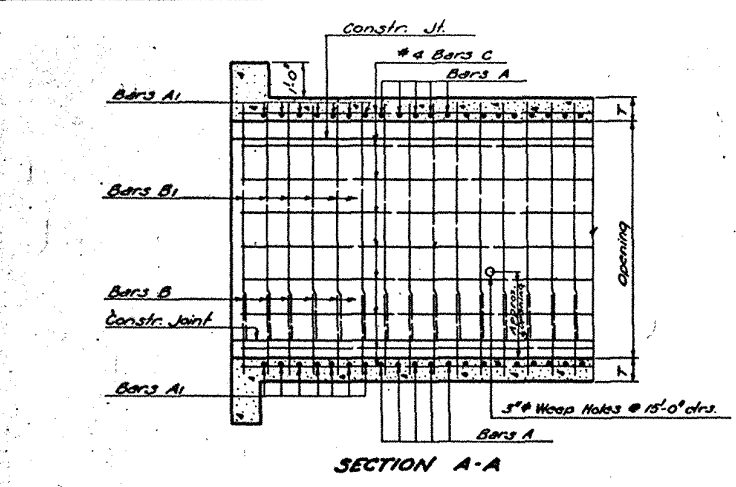 Constr. Jt.
#4 Bars C
Bars A
1'-0"
Bars A1
T
Bars B1
Opening
Bars B
Approx.
Constr. Joint
T
Bars A1
3"ϕ Weep Holes @ 15'-0" ctrs.
Bars A
SECTION A-A